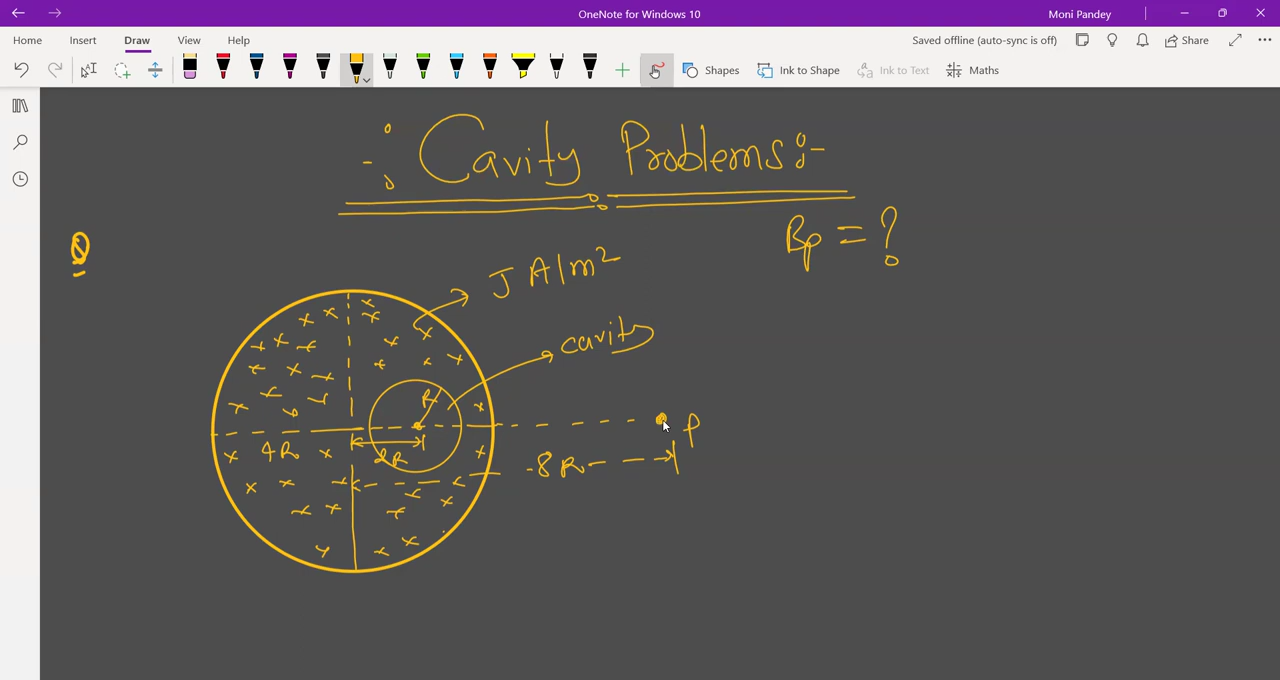 OneNote for Windows 10
Moni Pandey
Home Insert Draw View Help
Saved offline (auto-sync is off)
Share
Shapes
Ink to Shape
Ink to Text
Maths
:- Cavity Problems :-
Bp = ?
Q
J A/m²
cavity
R
4R
2R
P
8R